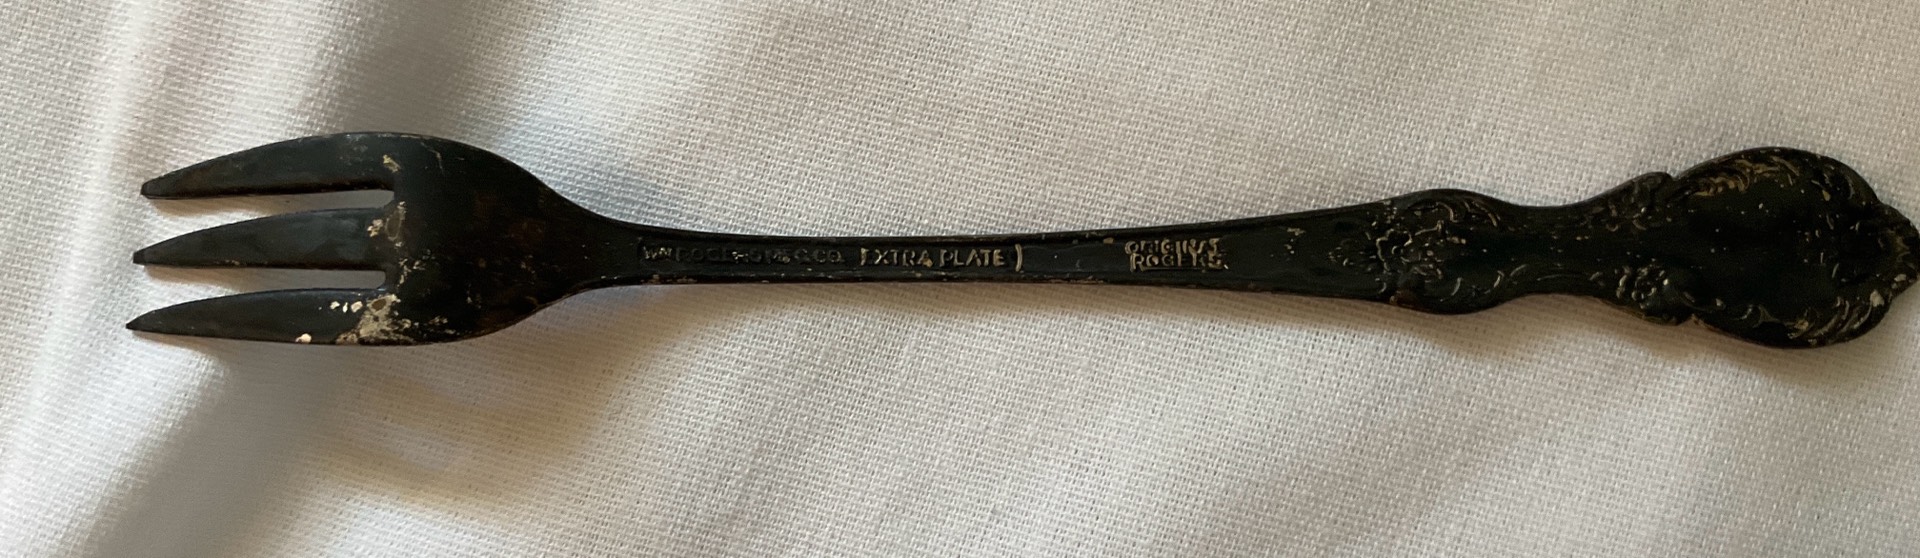 WM ROGERS MFG. CO. EXTRA PLATE
ORIGINAL
ROGERS